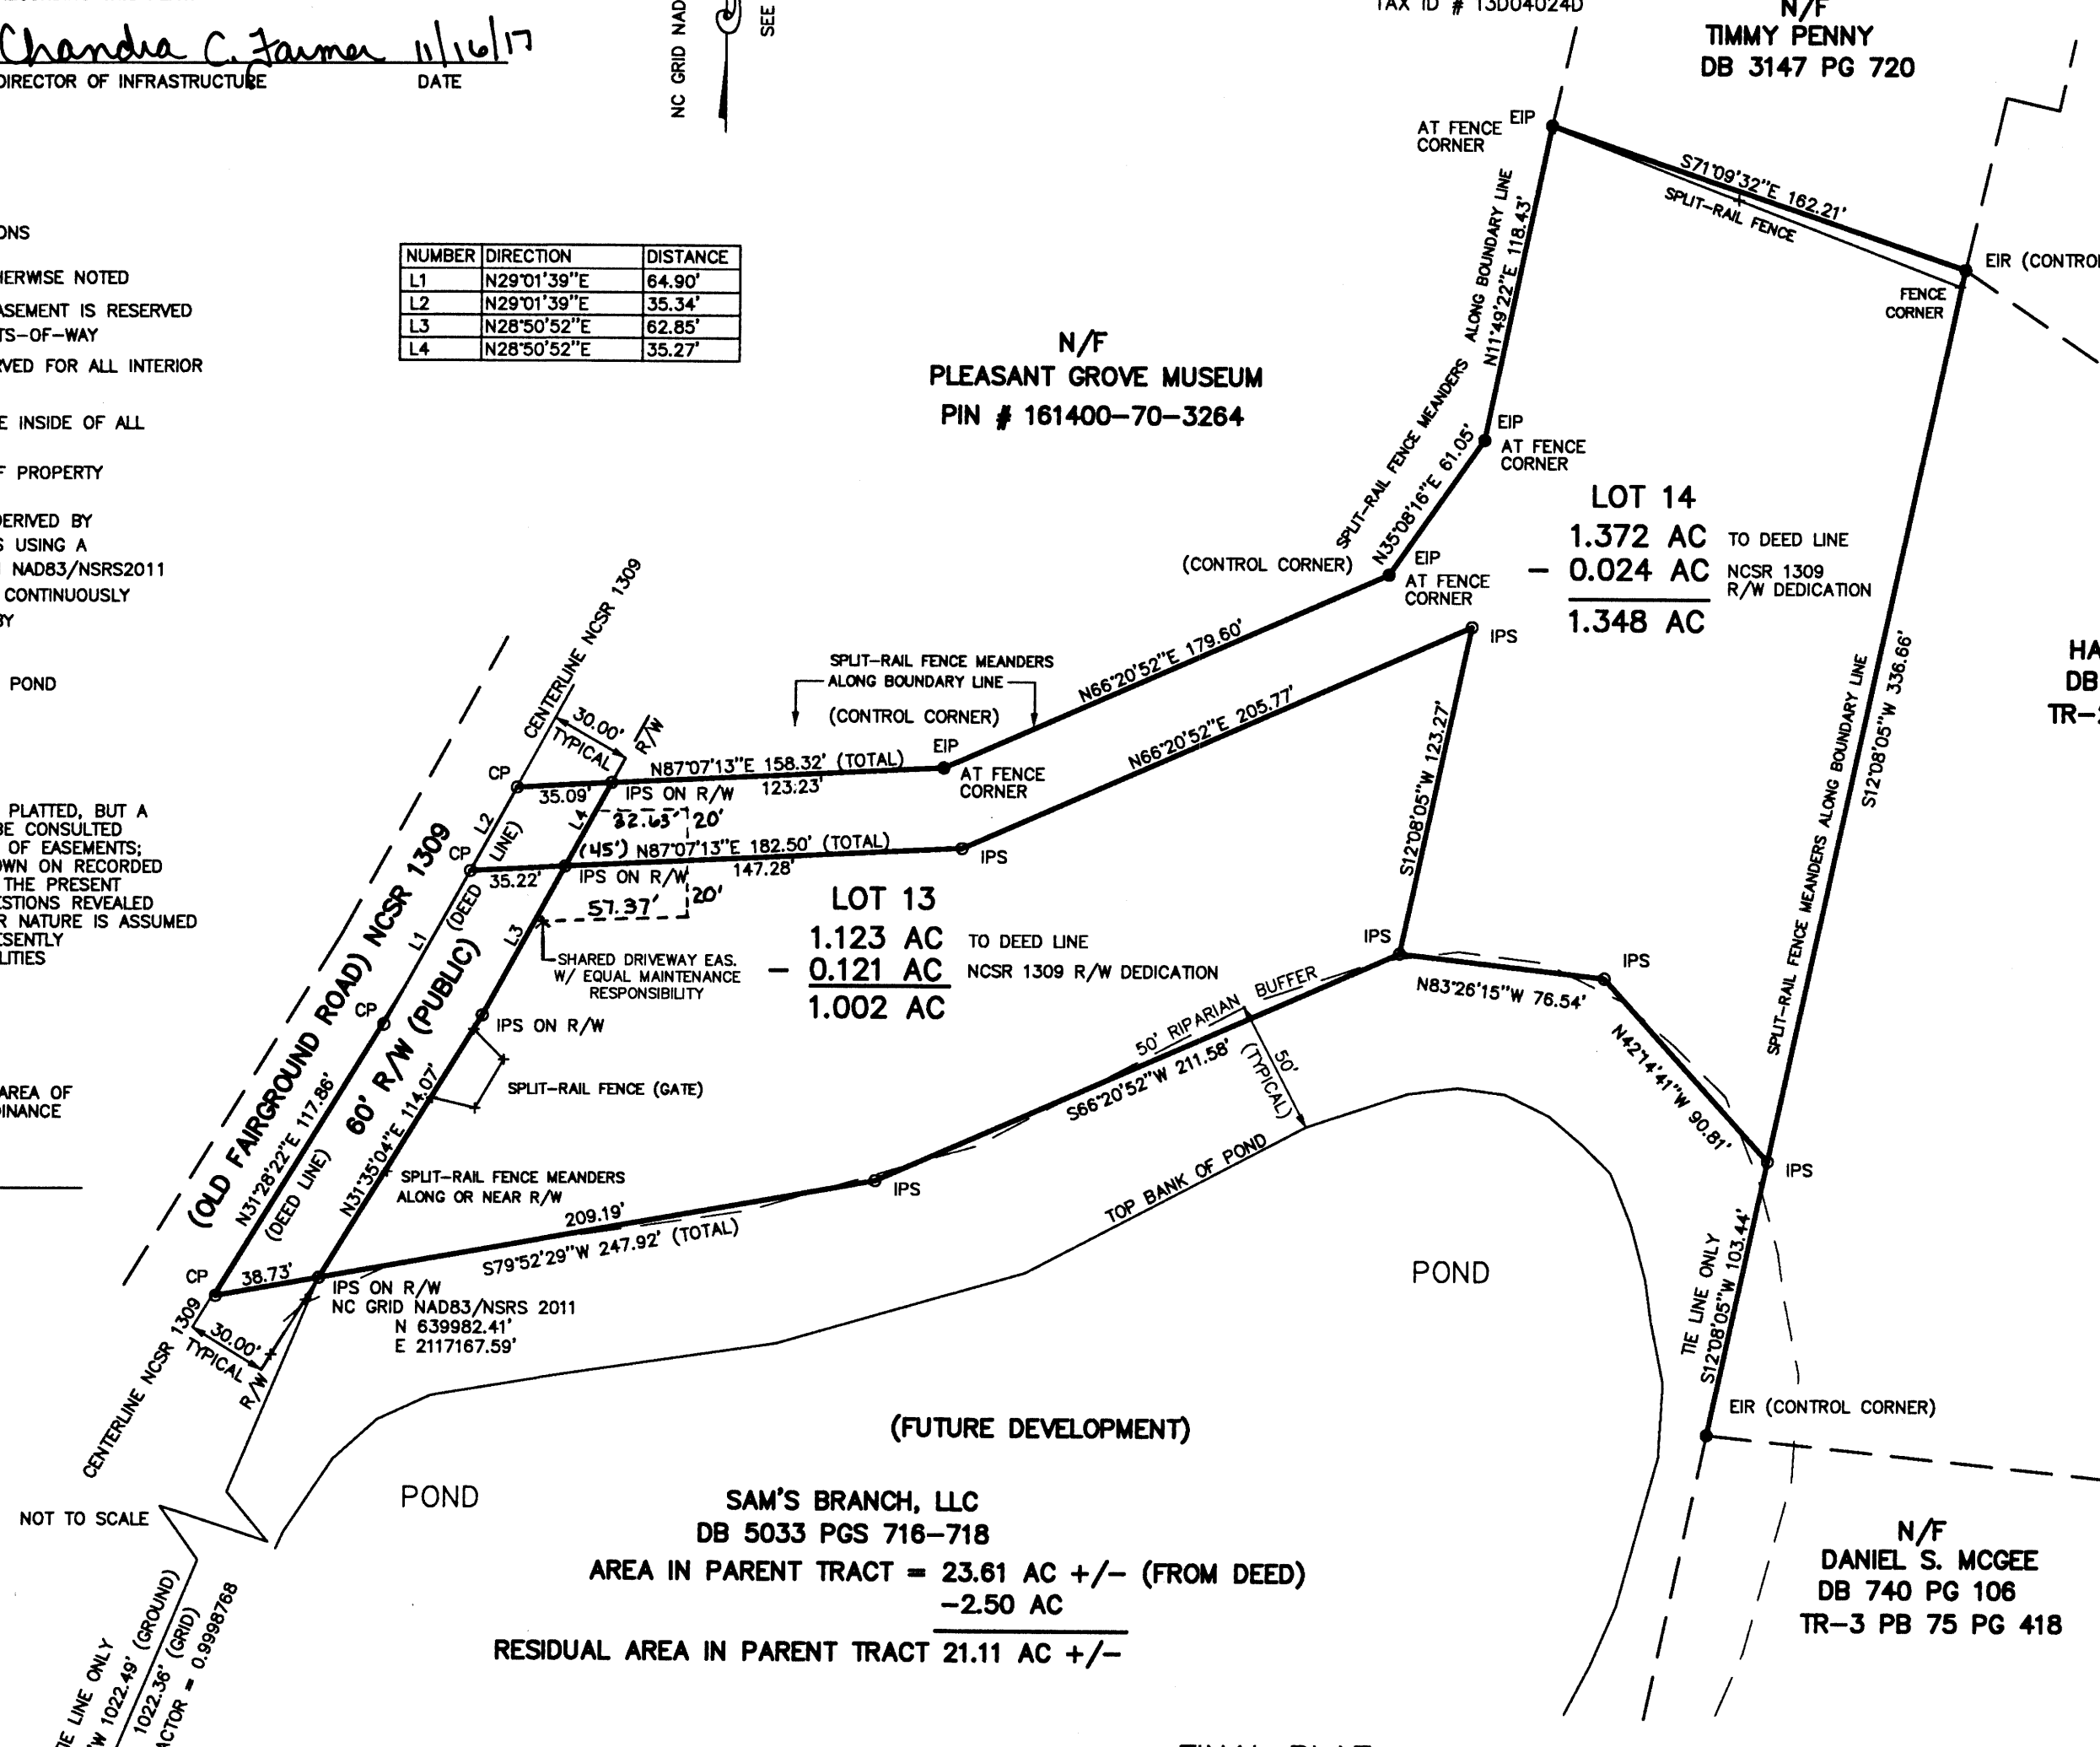 TAX ID # 13D04024D
N/F
TIMMY PENNY
DB 3147 PG 720
Chandra C. Farmer 11/16/17
DIRECTOR OF INFRASTRUCTURE DATE
NC GRID NAD
SEE
ONS
HERWISE NOTED
ASEMENT IS RESERVED
TS-OF-WAY
RVED FOR ALL INTERIOR
E INSIDE OF ALL
F PROPERTY
DERIVED BY
S USING A
NAD83/NSRS2011
CONTINUOUSLY
BY
POND
PLATTED, BUT A
BE CONSULTED
OF EASEMENTS;
OWN ON RECORDED
THE PRESENT
ESTIONS REVEALED
R NATURE IS ASSUMED
ESENTLY
LITIES
AREA OF
DINANCE
NUMBER DIRECTION DISTANCE
L1 N29°01'39"E 64.90'
L2 N29°01'39"E 35.34'
L3 N28°50'52"E 62.85'
L4 N28°50'52"E 35.27'
N/F
PLEASANT GROVE MUSEUM
PIN # 161400-70-3264
EIP
AT FENCE
CORNER
S71°09'32"E 162.21'
SPLIT-RAIL FENCE
EIR (CONTROL
FENCE
CORNER
SPLIT-RAIL FENCE MEANDERS ALONG BOUNDARY LINE
N11°49'22"E 118.43'
EIP
AT FENCE
CORNER
N35°08'16"E 61.05'
(CONTROL CORNER)
EIP
AT FENCE
CORNER
LOT 14
1.372 AC TO DEED LINE
- 0.024 AC NCSR 1309
R/W DEDICATION
1.348 AC
IPS
HA
DB
TR-
SPLIT-RAIL FENCE MEANDERS ALONG BOUNDARY LINE
S12°08'05"W 336.66'
CENTERLINE NCSR 1309
30.00'
TYPICAL
R/W
SPLIT-RAIL FENCE MEANDERS
ALONG BOUNDARY LINE
(CONTROL CORNER)
N66°20'52"E 179.60'
N66°20'52"E 205.77'
EIP
AT FENCE
CORNER
CP
35.09'
N87°07'13"E 158.32' (TOTAL)
IPS ON R/W 123.23'
L2
L4
32.63' 20'
CP
35.22'
(45') N87°07'13"E 182.50' (TOTAL)
IPS ON R/W 147.28'
IPS
57.37' 20'
L1
(DEED LINE)
L3
SHARED DRIVEWAY EAS.
W/ EQUAL MAINTENANCE
RESPONSIBILITY
LOT 13
1.123 AC TO DEED LINE
- 0.121 AC NCSR 1309 R/W DEDICATION
1.002 AC
S12°08'05"W 123.27'
IPS
IPS
N83°26'15"W 76.54'
N42°14'41"W 90.81'
IPS
50' RIPARIAN BUFFER
50'
(TYPICAL)
S66°20'52"W 211.58'
TOP BANK OF POND
(OLD FAIRGROUND ROAD) NCSR 1309
60' R/W (PUBLIC)
CP
IPS ON R/W
SPLIT-RAIL FENCE (GATE)
N31°28'22"E 117.86'
(DEED LINE)
N31°35'04"E 114.07'
SPLIT-RAIL FENCE MEANDERS
ALONG OR NEAR R/W
209.19'
S79°52'29"W 247.92' (TOTAL)
IPS
CP
38.73'
IPS ON R/W
NC GRID NAD83/NSRS 2011
N 639982.41'
E 2117167.59'
30.00'
TYPICAL
R/W
CENTERLINE NCSR 1309
POND
TIE LINE ONLY
S12°08'05"W 103.44'
EIR (CONTROL CORNER)
(FUTURE DEVELOPMENT)
POND
NOT TO SCALE
SAM'S BRANCH, LLC
DB 5033 PGS 716-718
AREA IN PARENT TRACT = 23.61 AC +/- (FROM DEED)
-2.50 AC
RESIDUAL AREA IN PARENT TRACT 21.11 AC +/-
N/F
DANIEL S. MCGEE
DB 740 PG 106
TR-3 PB 75 PG 418
TIE LINE ONLY
"W 1022.49' (GROUND)
1022.36' (GRID)
ACTOR = 0.9998768